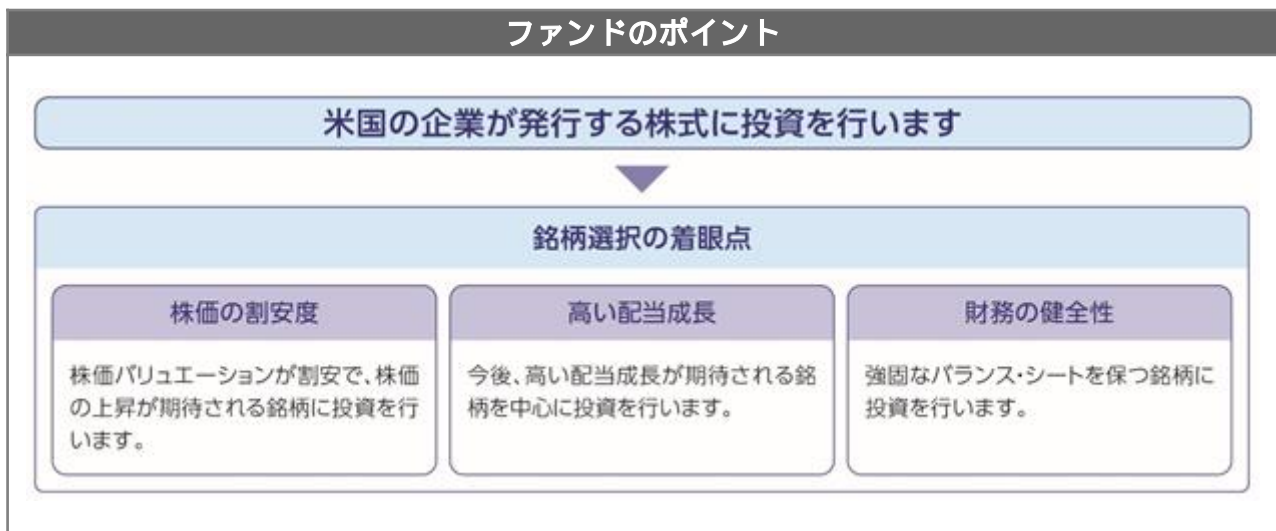 ファンドのポイント
米国の企業が発行する株式に投資を行います
銘柄選択の着眼点
株価の割安度
株価バリュエーションが割安で、株価
の上昇が期待される銘柄に投資を行
います。
高い配当成長
今後、高い配当成長が期待される銘
柄を中心に投資を行います。
財務の健全性
強固なバランス・シートを保つ銘柄に
投資を行います。